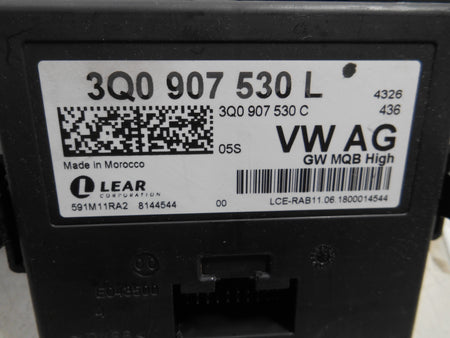 3Q0 907 530 L
4326
3Q0 907 530 C
436
05S
VW AG
GW MQB High
Made in Morocco
LEAR
CORPORATION
591M11RA2 8144544 00
LCE-RAB11.06.1800014544